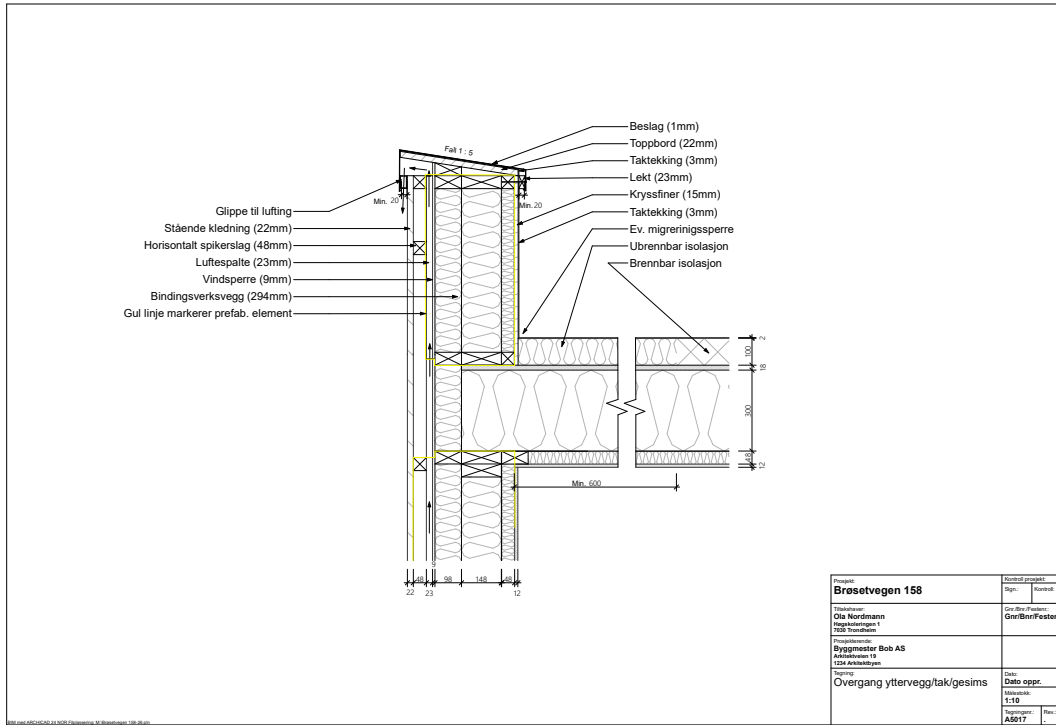 Fall 1 : 5
Min. 20
Min. 20
Beslag (1mm)
Toppbord (22mm)
Taktekking (3mm)
Lekt (23mm)
Kryssfiner (15mm)
Taktekking (3mm)
Ev. migrerinigssperre
Ubrennbar isolasjon
Brennbar isolasjon
Glippe til lufting
Stående kledning (22mm)
Horisontalt spikerslag (48mm)
Luftespalte (23mm)
Vindsperre (9mm)
Bindingsverksvegg (294mm)
Gul linje markerer prefab. element
2
100
18
300
48
12
Min. 600
9
48 98 148 48
22 23 12
Prosjekt:
Brøsetvegen 158
Kontroll prosjekt:
Sign.: Kontroll:
Tiltakshaver:
Ola Nordmann
Høgskoleringen 1
7030 Trondheim
Gnr./Bnr./Festenr.:
Gnr/Bnr/Festen
Prosjekterende:
Byggmester Bob AS
Arkitektveien 19
1234 Arkitektbyen
Tegning:
Overgang yttervegg/tak/gesims
Dato:
Dato oppr.
Målestokk:
1:10
Tegningsnr.: Rev.:
A5017 .